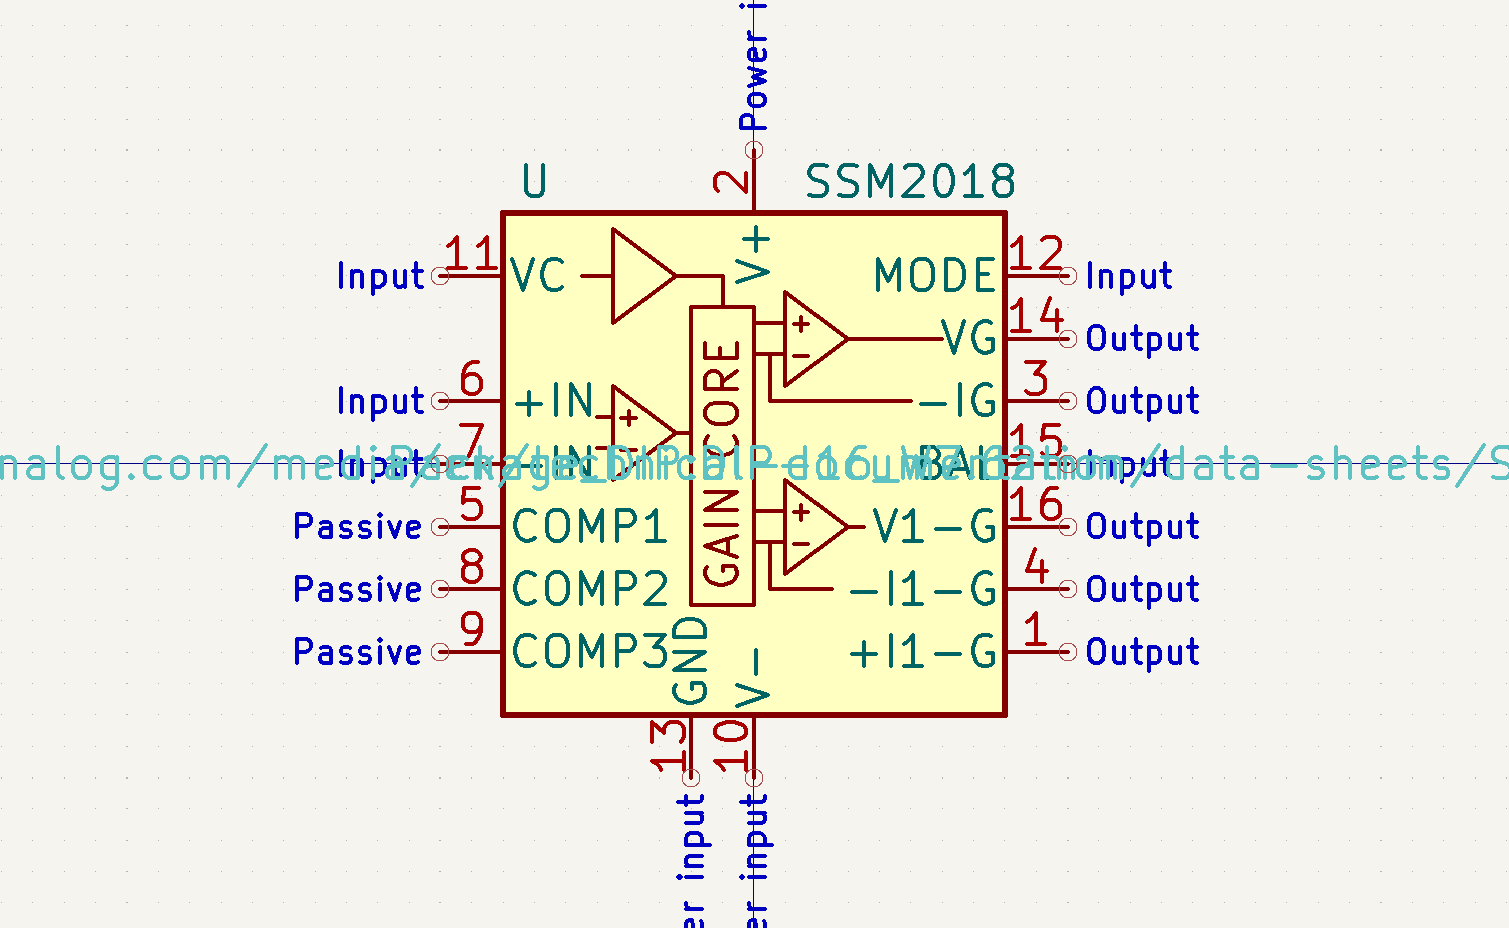 Power i
U
2
SSM2018
V+
11
VC
Input
12
MODE
Input
14
VG
Output
6
+IN
Input
+
-
3
-IG
Output
7
-IN
Input
15
BAL
Input
nalog.com/media/en/technical-documentation/data-sheets/S
Package_DIP:DIP-16_W7.62mm
GAIN CORE
5
COMP1
Passive
16
V1-G
Output
8
COMP2
Passive
4
-I1-G
Output
9
COMP3
Passive
1
+I1-G
Output
+
-
+
-
GND
V-
13
10
er input
er input